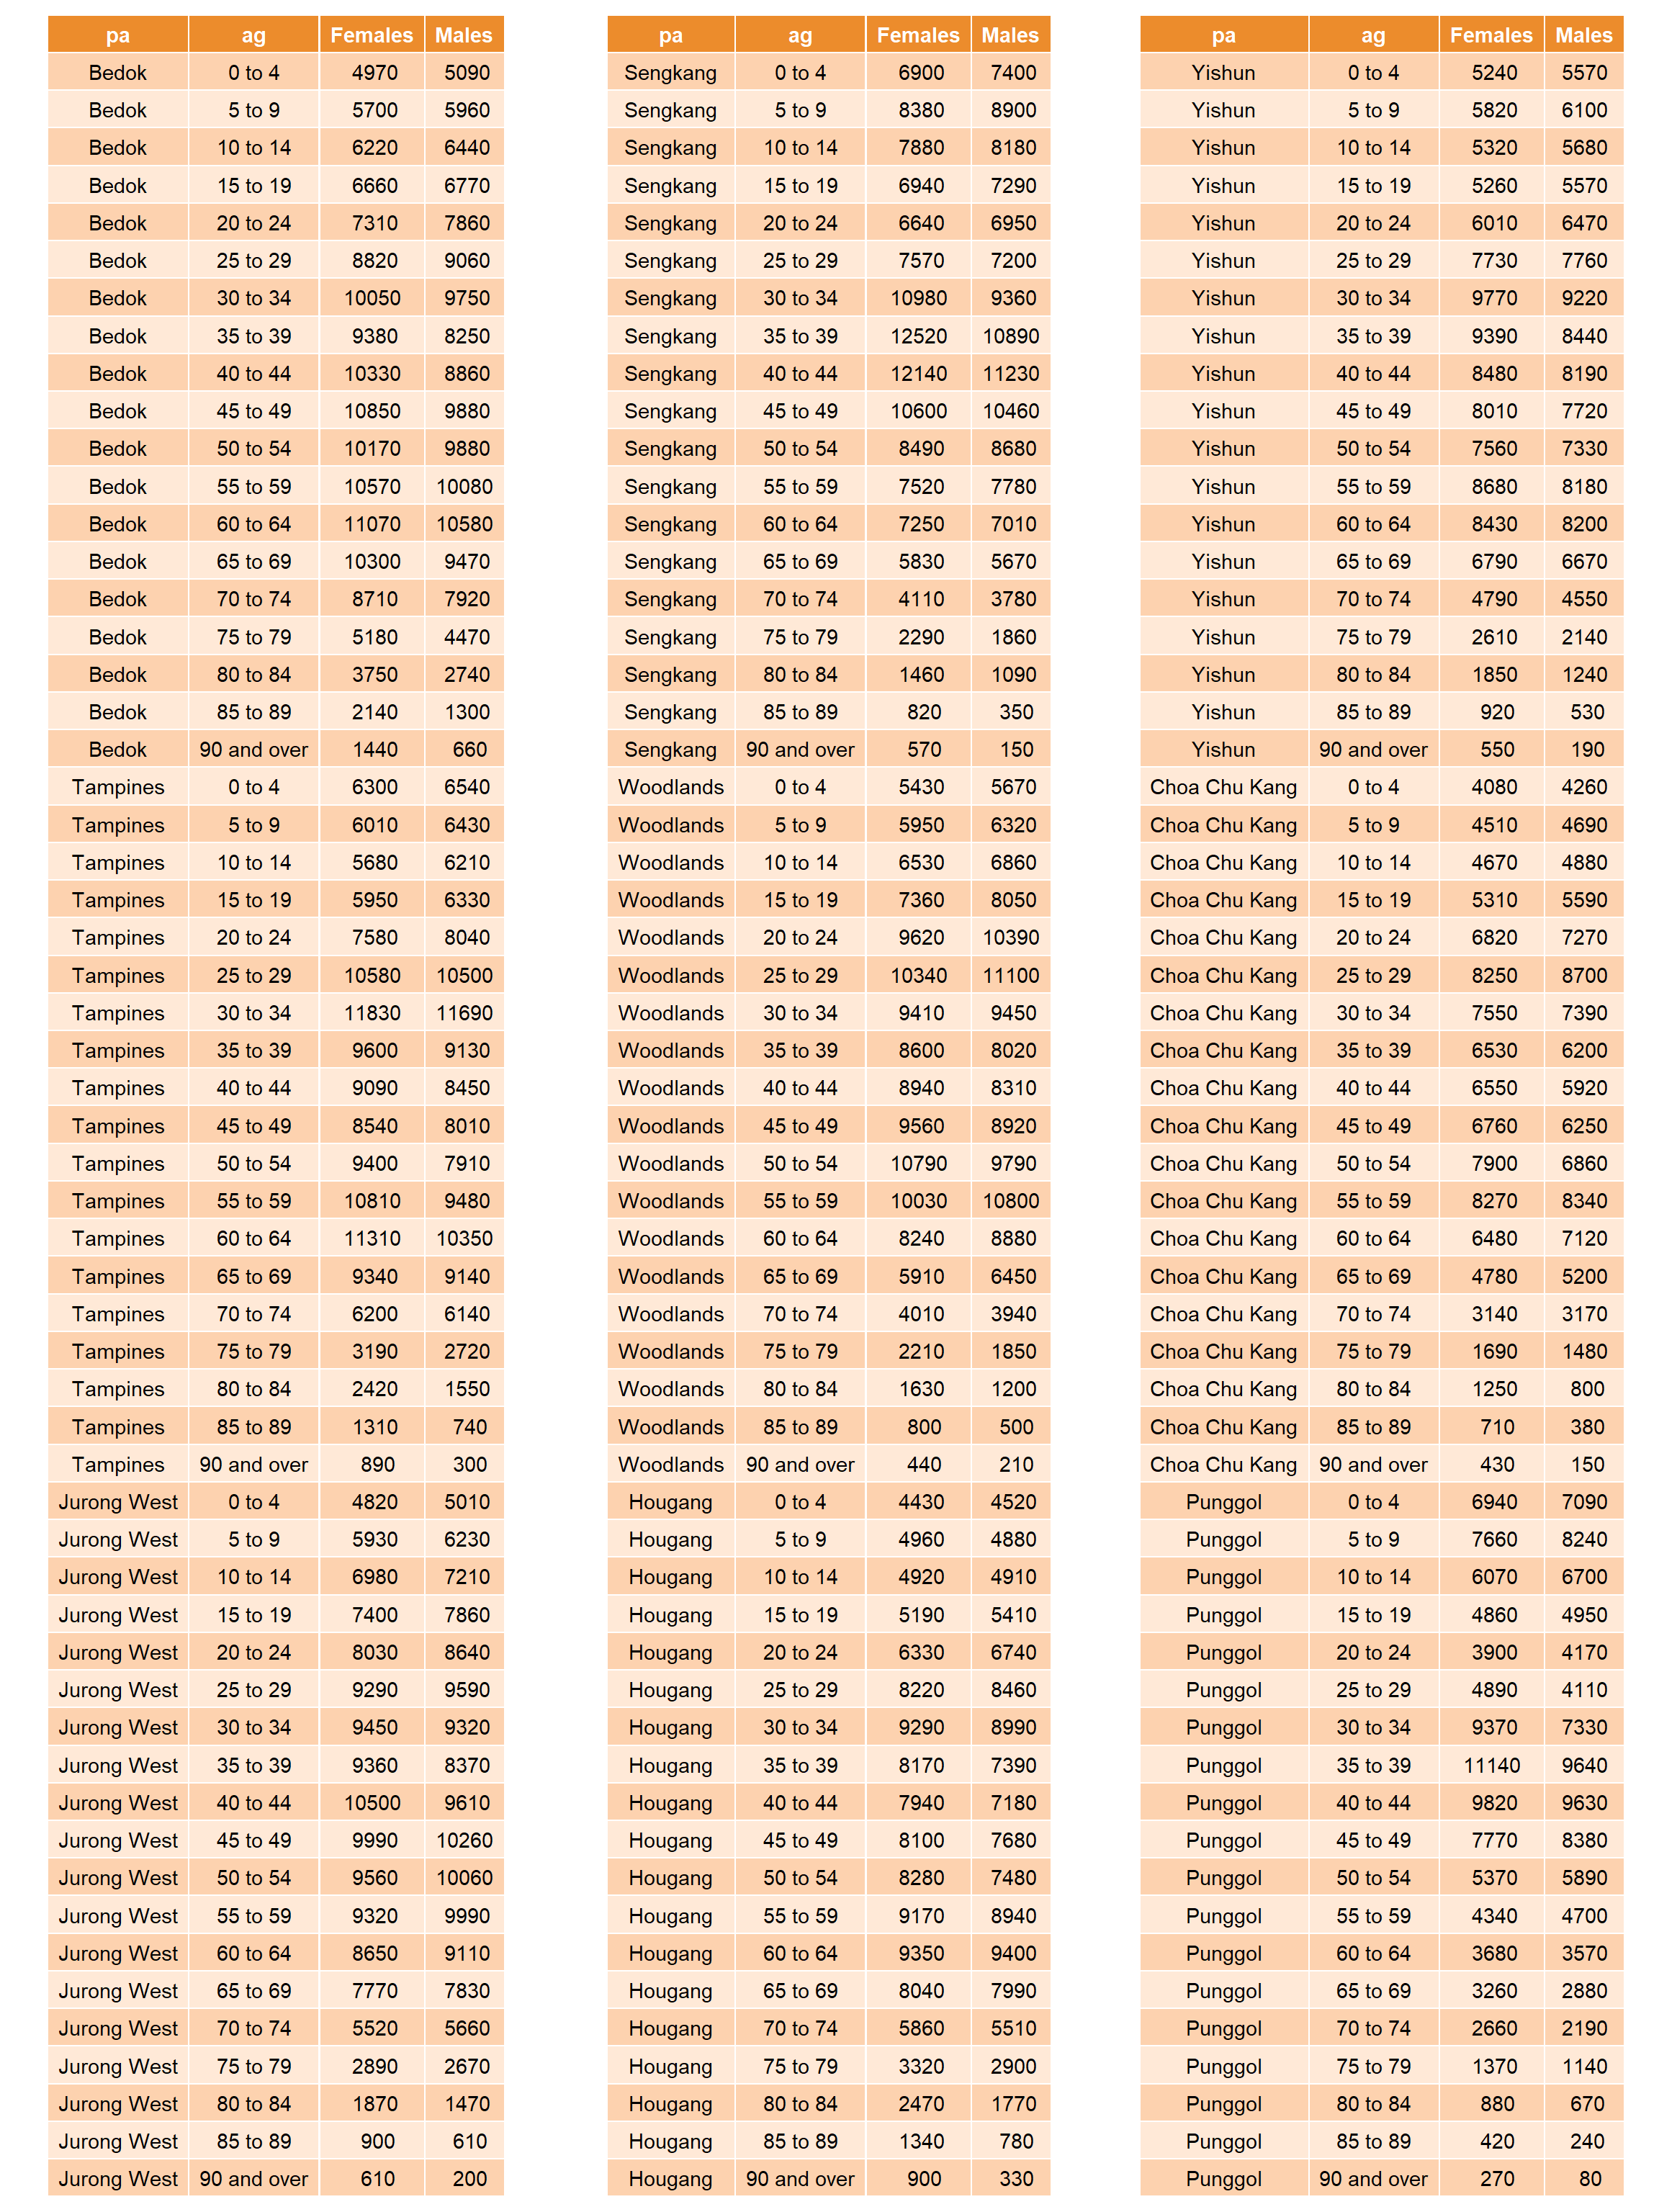 pa ag Females Males
Bedok 0 to 4 4970 5090
Bedok 5 to 9 5700 5960
Bedok 10 to 14 6220 6440
Bedok 15 to 19 6660 6770
Bedok 20 to 24 7310 7860
Bedok 25 to 29 8820 9060
Bedok 30 to 34 10050 9750
Bedok 35 to 39 9380 8250
Bedok 40 to 44 10330 8860
Bedok 45 to 49 10850 9880
Bedok 50 to 54 10170 9880
Bedok 55 to 59 10570 10080
Bedok 60 to 64 11070 10580
Bedok 65 to 69 10300 9470
Bedok 70 to 74 8710 7920
Bedok 75 to 79 5180 4470
Bedok 80 to 84 3750 2740
Bedok 85 to 89 2140 1300
Bedok 90 and over 1440 660
Tampines 0 to 4 6300 6540
Tampines 5 to 9 6010 6430
Tampines 10 to 14 5680 6210
Tampines 15 to 19 5950 6330
Tampines 20 to 24 7580 8040
Tampines 25 to 29 10580 10500
Tampines 30 to 34 11830 11690
Tampines 35 to 39 9600 9130
Tampines 40 to 44 9090 8450
Tampines 45 to 49 8540 8010
Tampines 50 to 54 9400 7910
Tampines 55 to 59 10810 9480
Tampines 60 to 64 11310 10350
Tampines 65 to 69 9340 9140
Tampines 70 to 74 6200 6140
Tampines 75 to 79 3190 2720
Tampines 80 to 84 2420 1550
Tampines 85 to 89 1310 740
Tampines 90 and over 890 300
Jurong West 0 to 4 4820 5010
Jurong West 5 to 9 5930 6230
Jurong West 10 to 14 6980 7210
Jurong West 15 to 19 7400 7860
Jurong West 20 to 24 8030 8640
Jurong West 25 to 29 9290 9590
Jurong West 30 to 34 9450 9320
Jurong West 35 to 39 9360 8370
Jurong West 40 to 44 10500 9610
Jurong West 45 to 49 9990 10260
Jurong West 50 to 54 9560 10060
Jurong West 55 to 59 9320 9990
Jurong West 60 to 64 8650 9110
Jurong West 65 to 69 7770 7830
Jurong West 70 to 74 5520 5660
Jurong West 75 to 79 2890 2670
Jurong West 80 to 84 1870 1470
Jurong West 85 to 89 900 610
Jurong West 90 and over 610 200
pa ag Females Males
Sengkang 0 to 4 6900 7400
Sengkang 5 to 9 8380 8900
Sengkang 10 to 14 7880 8180
Sengkang 15 to 19 6940 7290
Sengkang 20 to 24 6640 6950
Sengkang 25 to 29 7570 7200
Sengkang 30 to 34 10980 9360
Sengkang 35 to 39 12520 10890
Sengkang 40 to 44 12140 11230
Sengkang 45 to 49 10600 10460
Sengkang 50 to 54 8490 8680
Sengkang 55 to 59 7520 7780
Sengkang 60 to 64 7250 7010
Sengkang 65 to 69 5830 5670
Sengkang 70 to 74 4110 3780
Sengkang 75 to 79 2290 1860
Sengkang 80 to 84 1460 1090
Sengkang 85 to 89 820 350
Sengkang 90 and over 570 150
Woodlands 0 to 4 5430 5670
Woodlands 5 to 9 5950 6320
Woodlands 10 to 14 6530 6860
Woodlands 15 to 19 7360 8050
Woodlands 20 to 24 9620 10390
Woodlands 25 to 29 10340 11100
Woodlands 30 to 34 9410 9450
Woodlands 35 to 39 8600 8020
Woodlands 40 to 44 8940 8310
Woodlands 45 to 49 9560 8920
Woodlands 50 to 54 10790 9790
Woodlands 55 to 59 10030 10800
Woodlands 60 to 64 8240 8880
Woodlands 65 to 69 5910 6450
Woodlands 70 to 74 4010 3940
Woodlands 75 to 79 2210 1850
Woodlands 80 to 84 1630 1200
Woodlands 85 to 89 800 500
Woodlands 90 and over 440 210
Hougang 0 to 4 4430 4520
Hougang 5 to 9 4960 4880
Hougang 10 to 14 4920 4910
Hougang 15 to 19 5190 5410
Hougang 20 to 24 6330 6740
Hougang 25 to 29 8220 8460
Hougang 30 to 34 9290 8990
Hougang 35 to 39 8170 7390
Hougang 40 to 44 7940 7180
Hougang 45 to 49 8100 7680
Hougang 50 to 54 8280 7480
Hougang 55 to 59 9170 8940
Hougang 60 to 64 9350 9400
Hougang 65 to 69 8040 7990
Hougang 70 to 74 5860 5510
Hougang 75 to 79 3320 2900
Hougang 80 to 84 2470 1770
Hougang 85 to 89 1340 780
Hougang 90 and over 900 330
pa ag Females Males
Yishun 0 to 4 5240 5570
Yishun 5 to 9 5820 6100
Yishun 10 to 14 5320 5680
Yishun 15 to 19 5260 5570
Yishun 20 to 24 6010 6470
Yishun 25 to 29 7730 7760
Yishun 30 to 34 9770 9220
Yishun 35 to 39 9390 8440
Yishun 40 to 44 8480 8190
Yishun 45 to 49 8010 7720
Yishun 50 to 54 7560 7330
Yishun 55 to 59 8680 8180
Yishun 60 to 64 8430 8200
Yishun 65 to 69 6790 6670
Yishun 70 to 74 4790 4550
Yishun 75 to 79 2610 2140
Yishun 80 to 84 1850 1240
Yishun 85 to 89 920 530
Yishun 90 and over 550 190
Choa Chu Kang 0 to 4 4080 4260
Choa Chu Kang 5 to 9 4510 4690
Choa Chu Kang 10 to 14 4670 4880
Choa Chu Kang 15 to 19 5310 5590
Choa Chu Kang 20 to 24 6820 7270
Choa Chu Kang 25 to 29 8250 8700
Choa Chu Kang 30 to 34 7550 7390
Choa Chu Kang 35 to 39 6530 6200
Choa Chu Kang 40 to 44 6550 5920
Choa Chu Kang 45 to 49 6760 6250
Choa Chu Kang 50 to 54 7900 6860
Choa Chu Kang 55 to 59 8270 8340
Choa Chu Kang 60 to 64 6480 7120
Choa Chu Kang 65 to 69 4780 5200
Choa Chu Kang 70 to 74 3140 3170
Choa Chu Kang 75 to 79 1690 1480
Choa Chu Kang 80 to 84 1250 800
Choa Chu Kang 85 to 89 710 380
Choa Chu Kang 90 and over 430 150
Punggol 0 to 4 6940 7090
Punggol 5 to 9 7660 8240
Punggol 10 to 14 6070 6700
Punggol 15 to 19 4860 4950
Punggol 20 to 24 3900 4170
Punggol 25 to 29 4890 4110
Punggol 30 to 34 9370 7330
Punggol 35 to 39 11140 9640
Punggol 40 to 44 9820 9630
Punggol 45 to 49 7770 8380
Punggol 50 to 54 5370 5890
Punggol 55 to 59 4340 4700
Punggol 60 to 64 3680 3570
Punggol 65 to 69 3260 2880
Punggol 70 to 74 2660 2190
Punggol 75 to 79 1370 1140
Punggol 80 to 84 880 670
Punggol 85 to 89 420 240
Punggol 90 and over 270 80